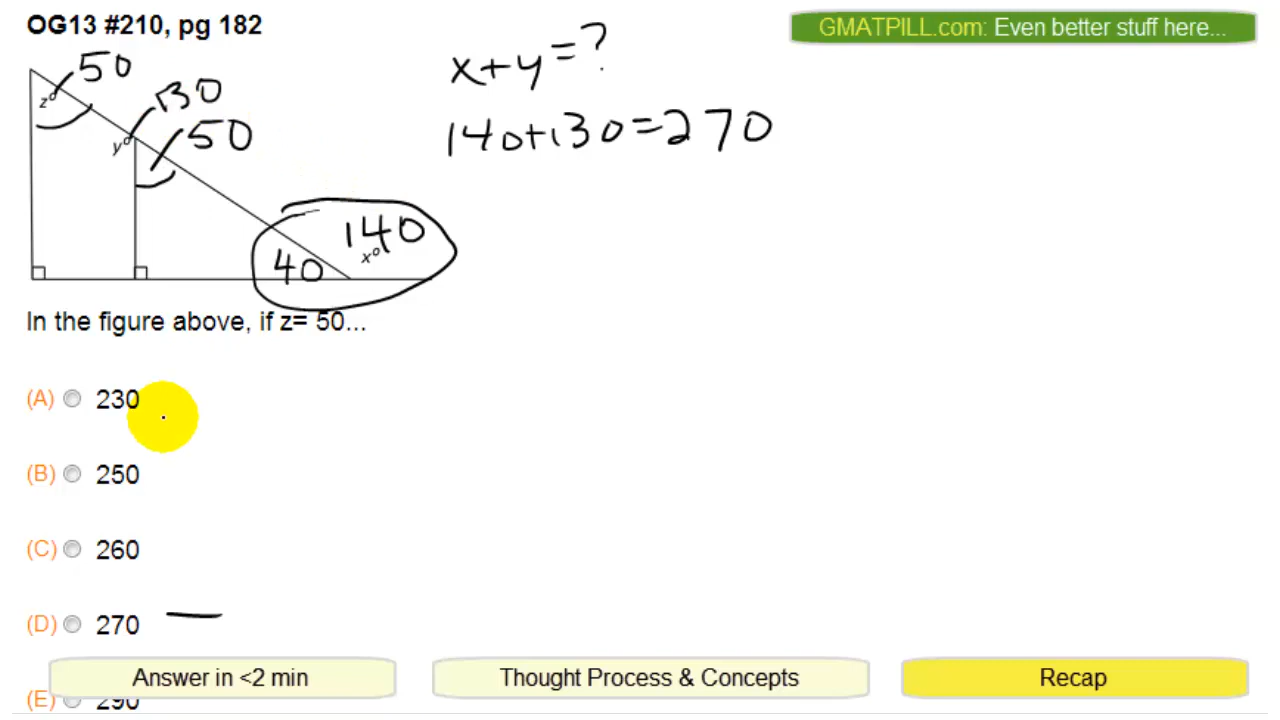 OG13 #210, pg 182
GMATPILL.com: Even better stuff here...
50
x+y=?
z°
130
140+130=270
y°
50
140
x°
40
In the figure above, if z= 50...
(A) 230
(B) 250
(C) 260
(D) 270
Answer in <2 min
Thought Process & Concepts
Recap
(E) 290